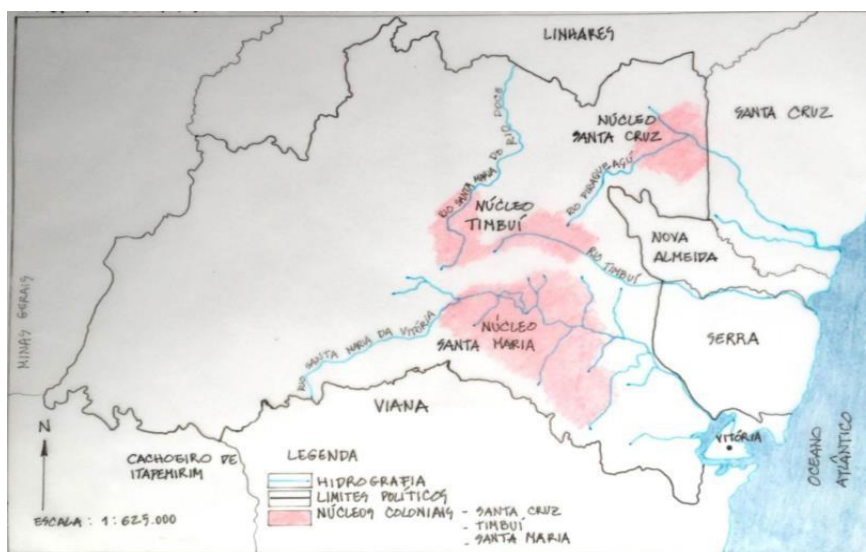 LINHARES
SANTA CRUZ
NÚCLEO
SANTA CRUZ
RIO SANTA MARIA DO RIO DOCE
RIO PIRAQUEAÇÚ
NÚCLEO
TIMBUÍ
NOVA
ALMEIDA
RIO TIMBUÍ
MINAS GERAIS
NÚCLEO
SANTA MARIA
SERRA
RIO SANTA MARIA DA VITÓRIA
VIANA
VITÓRIA
OCEANO
ATLÂNTICO
N
CACHOEIRO DE
ITAPEMIRIM
ESCALA: 1:625.000
LEGENDA
HIDROGRAFIA
LIMITES POLÍTICOS
NÚCLEOS COLONIAIS - SANTA CRUZ
- TIMBUÍ
- SANTA MARIA